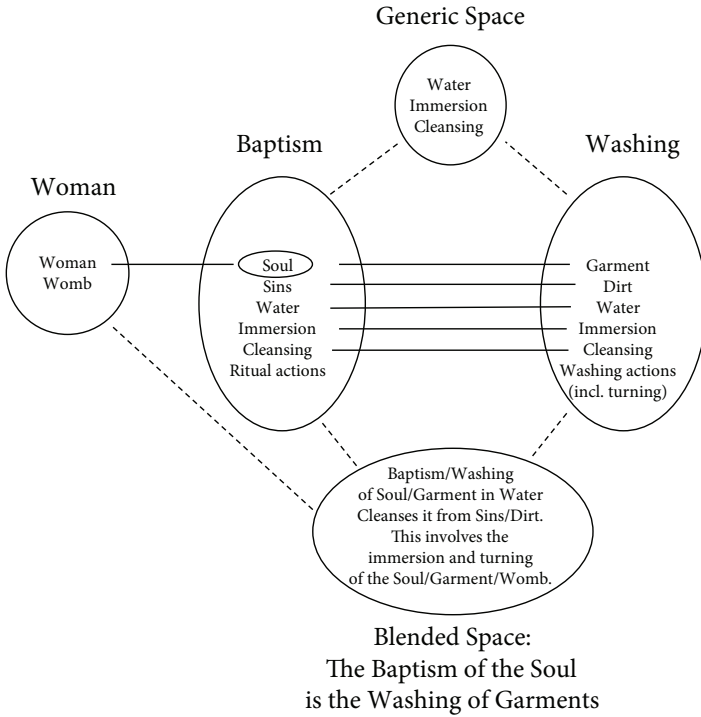 Generic Space
Water
Immersion
Cleansing
Baptism
Washing
Woman
Woman
Womb
Soul
Sins
Water
Immersion
Cleansing
Ritual actions
Garment
Dirt
Water
Immersion
Cleansing
Washing actions
(incl. turning)
Baptism/Washing
of Soul/Garment in Water
Cleanses it from Sins/Dirt.
This involves the
immersion and turning
of the Soul/Garment/Womb.
Blended Space:
The Baptism of the Soul
is the Washing of Garments